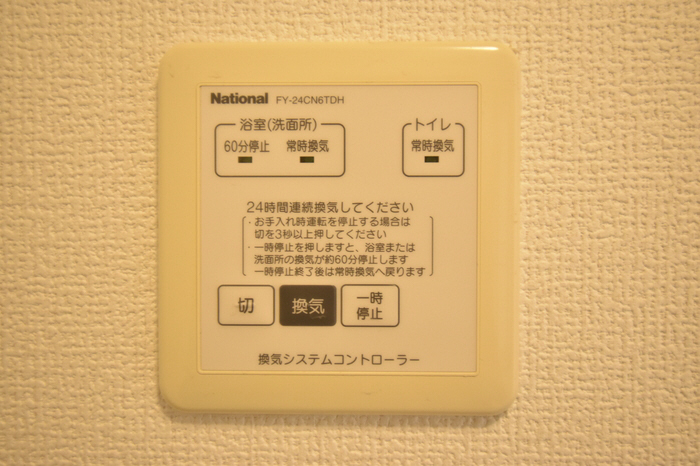 National FY-24CN6TDH
浴室(洗面所) トイレ
60分停止 常時換気 常時換気
24時間連続換気してください
・お手入れ時運転を停止する場合は
切を3秒以上押してください
・一時停止を押しますと、浴室または
洗面所の換気が約60分停止します
一時停止終了後は常時換気へ戻ります
切 換気 一時
停止
換気システムコントローラー